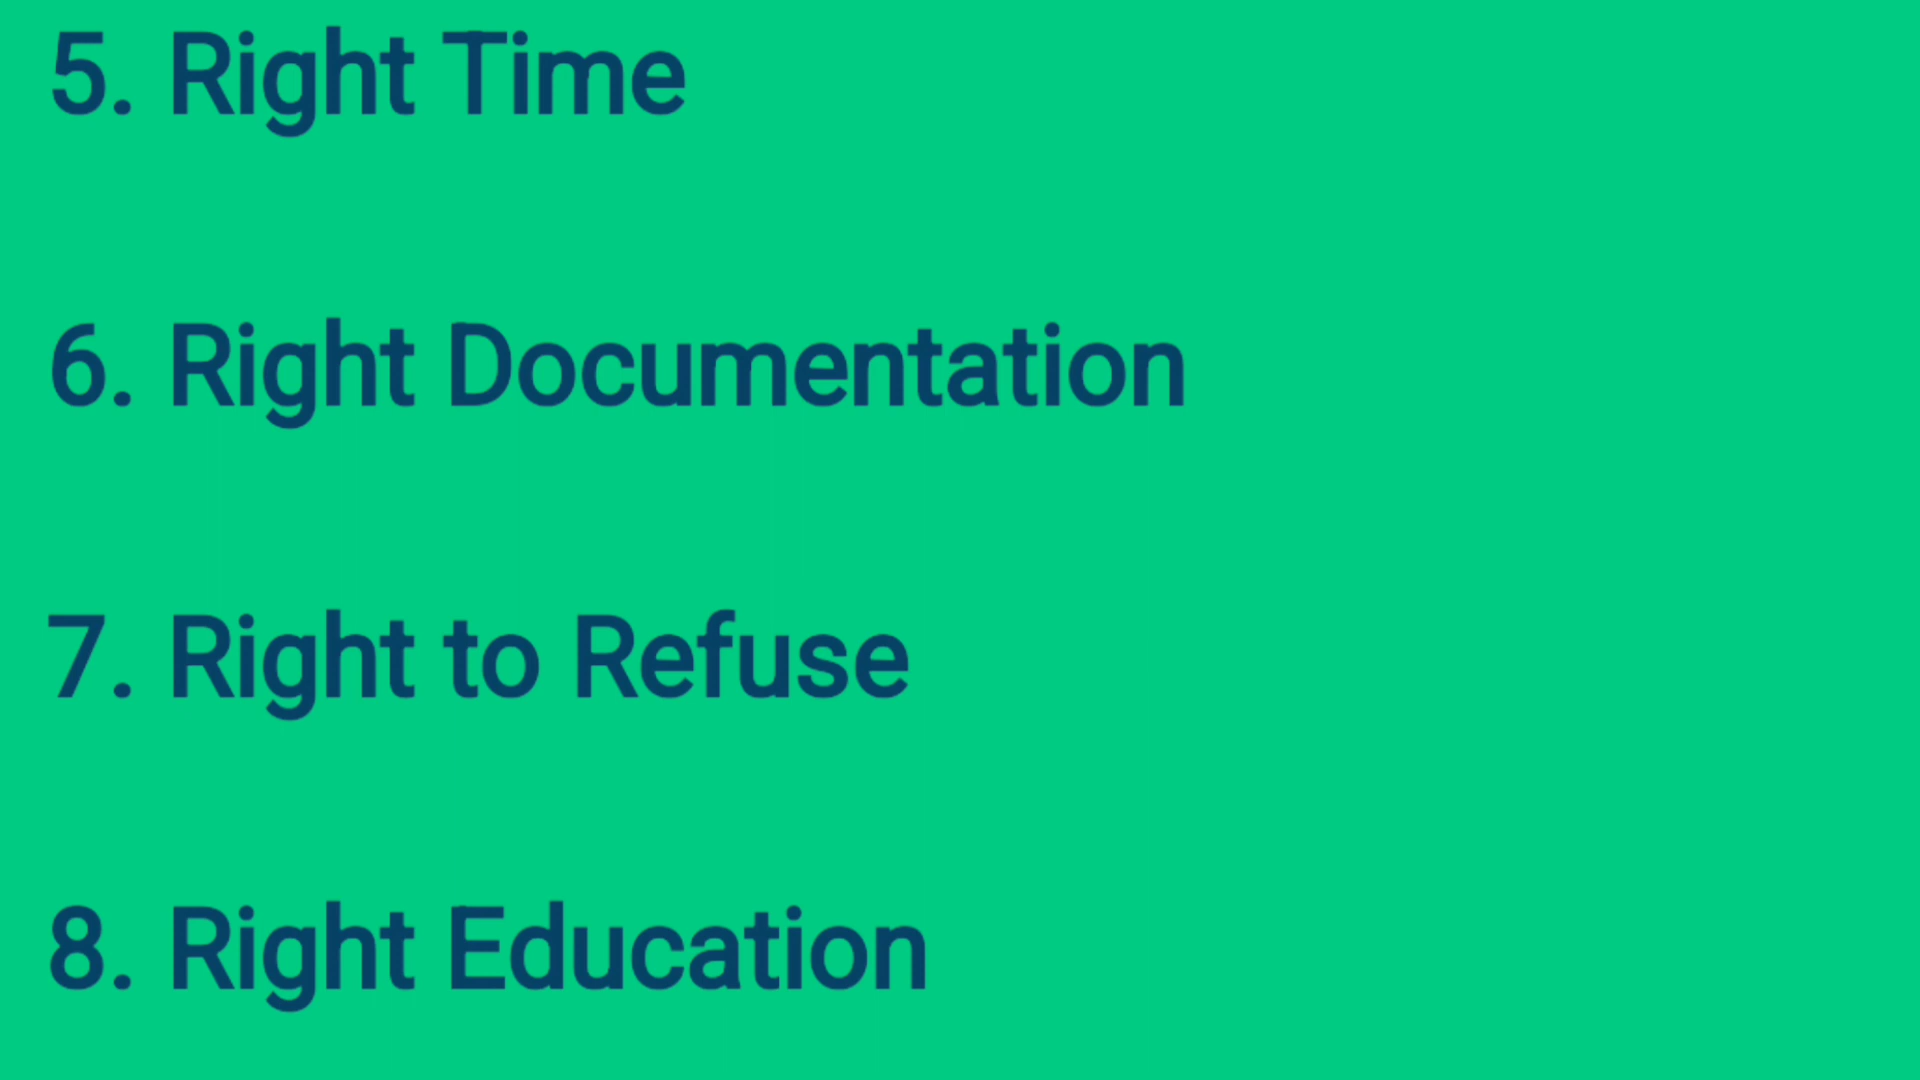 5. Right Time
6. Right Documentation
7. Right to Refuse
8. Right Education